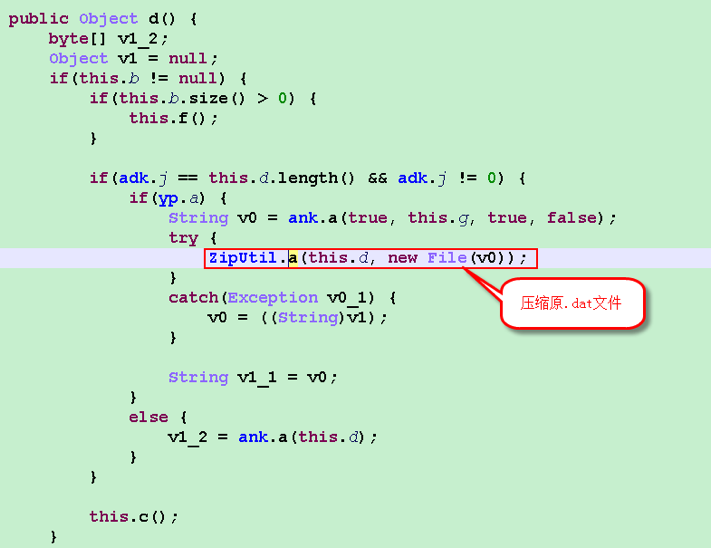 public Object d() {
    byte[] v1_2;
    Object v1 = null;
    if(this.b != null) {
        if(this.b.size() > 0) {
            this.f();
        }

        if(adk.j == this.d.length() && adk.j != 0) {
            if(yp.a) {
                String v0 = ank.a(true, this.g, true, false);
                try {
                    ZipUtil.a(this.d, new File(v0));
                }
                catch(Exception v0_1) {
                    v0 = ((String)v1);
                }

                String v1_1 = v0;
            }
            else {
                v1_2 = ank.a(this.d);
            }
        }

        this.c();
    }
压缩原.dat文件